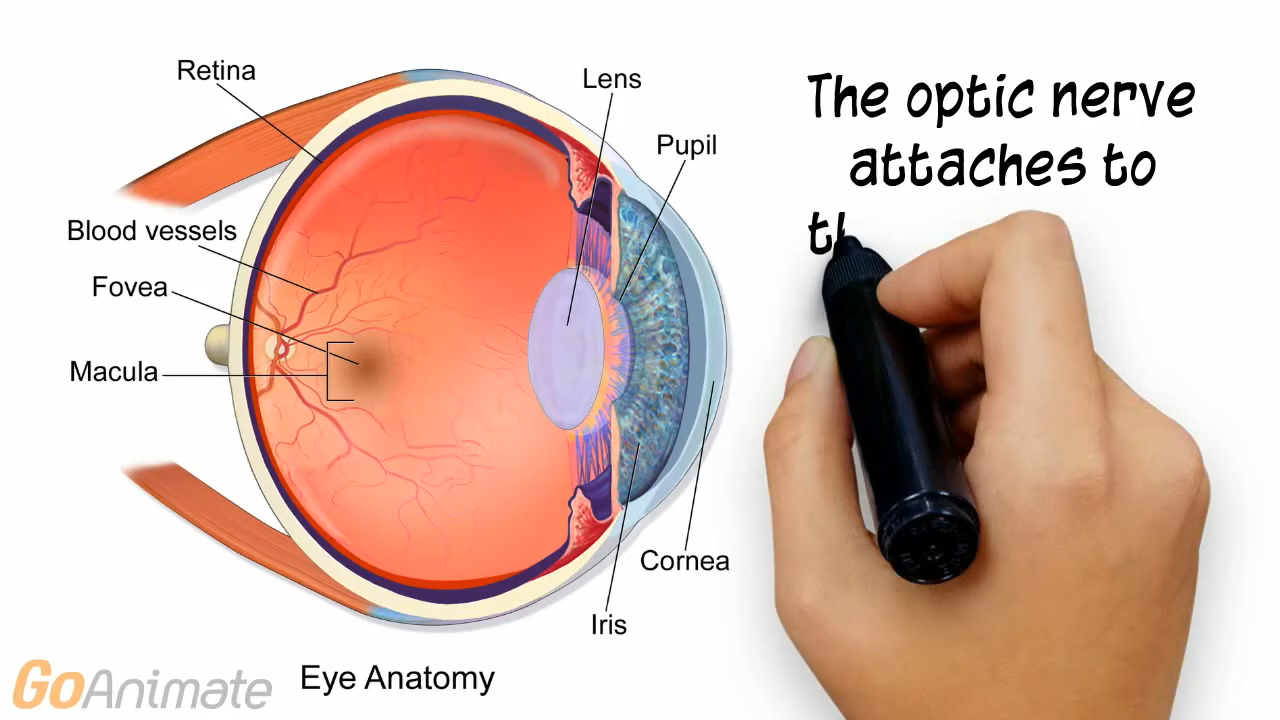 Retina
Lens
Pupil
Blood vessels
Fovea
Macula
Cornea
Iris
Eye Anatomy
GoAnimate
The optic nerve
attaches to